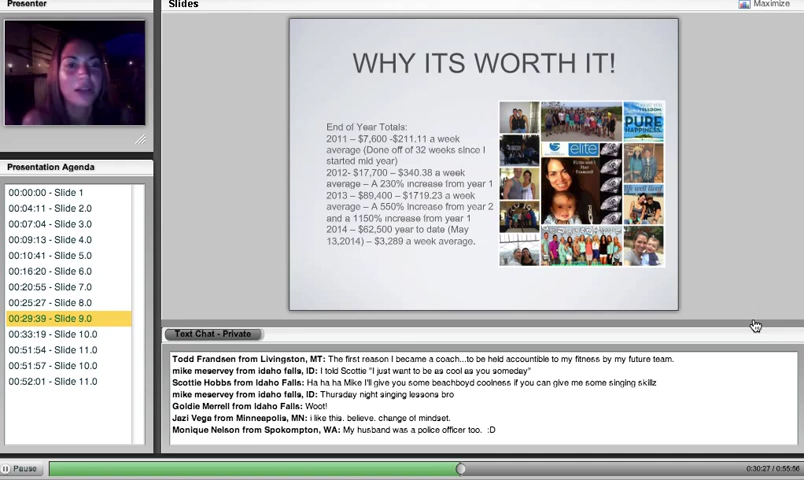 Presenter
Slides
Maximize
WHY ITS WORTH IT!
End of Year Totals:
2011 – $7,600 -$211.11 a week
average (Done off of 32 weeks since I
started mid year)
2012- $17,700 – $340.38 a week
average – A 230% increase from year 1
2013 – $89,400 – $1719.23 a week
average – A 550% Increase from year 2
and a 1150% increase from year 1
2014 – $62,500 year to date (May
13,2014) – $3,289 a week average.
PURE
HAPPINESS.
elite
life well lived
Presentation Agenda
00:00:00 - Slide 1
00:04:11 - Slide 2.0
00:07:04 - Slide 3.0
00:09:13 - Slide 4.0
00:10:41 - Slide 5.0
00:16:20 - Slide 6.0
00:20:55 - Slide 7.0
00:25:27 - Slide 8.0
00:29:39 - Slide 9.0
00:33:19 - Slide 10.0
00:51:54 - Slide 11.0
00:51:57 - Slide 10.0
00:52:01 - Slide 11.0
Text Chat - Private
Todd Frandsen from Livingston, MT: The first reason I became a coach...to be held accountible to my fitness by my future team.
mike meservey from idaho falls, ID: I told Scottie "I just want to be as cool as you someday"
Scottie Hobbs from Idaho Falls: Ha ha ha Mike I'll give you some beachboyd coolness if you can give me some singing skillz
mike meservey from idaho falls, ID: Thursday night singing lessons bro
Goldie Merrell from Idaho Falls: Woot!
Jazi Vega from Minneapolis, MN: i like this. believe. change of mindset.
Monique Nelson from Spokompton, WA: My husband was a police officer too. :D
Pause
0:30:27 / 0:55:56